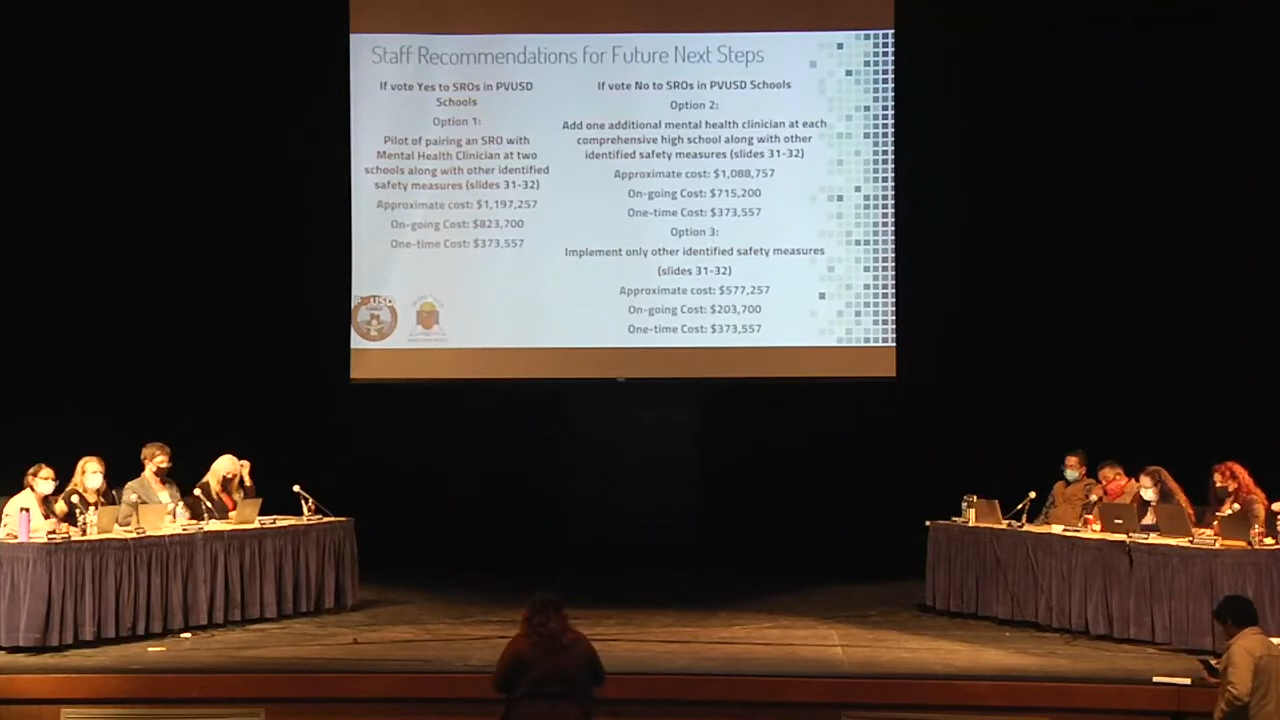 Staff Recommendations for Future Next Steps
If vote Yes to SROs in PVUSD
Schools
Option 1:
Pilot of pairing an SRO with
Mental Health Clinician at two
schools along with other identified
safety measures (slides 31-32)
Approximate cost: $1,197,257
On-going Cost: $823,700
One-time Cost: $373,557
If vote No to SROs in PVUSD Schools
Option 2:
Add one additional mental health clinician at each
comprehensive high school along with other
identified safety measures (slides 31-32)
Approximate cost: $1,088,757
On-going Cost: $715,200
One-time Cost: $373,557
Option 3:
Implement only other identified safety measures
(slides 31-32)
Approximate cost: $577,257
On-going Cost: $203,700
One-time Cost: $373,557